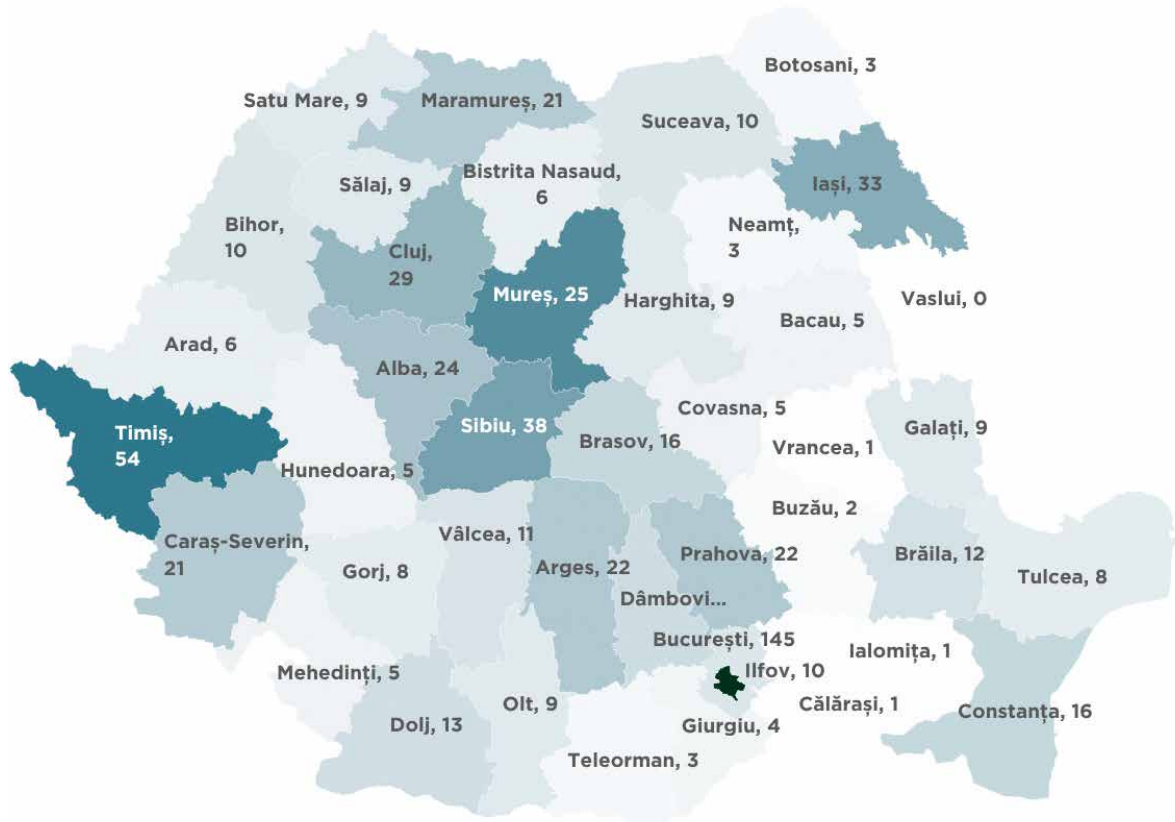 Botosani, 3
Satu Mare, 9
Maramureș, 21
Suceava, 10
Sălaj, 9
Bistrita Nasaud,
6
Iași, 33
Bihor,
10
Cluj,
29
Neamț,
3
Mureș, 25
Harghita, 9
Vaslui, 0
Bacau, 5
Arad, 6
Alba, 24
Timiș,
54
Sibiu, 38
Covasna, 5
Brasov, 16
Galați, 9
Vrancea, 1
Hunedoara, 5
Buzău, 2
Caraș-Severin,
21
Vâlcea, 11
Gorj, 8
Arges, 22
Prahova, 22
Brăila, 12
Tulcea, 8
Dâmbovi...
București, 145
Ialomița, 1
Mehedinți, 5
Ilfov, 10
Olt, 9
Călărași, 1
Constanța, 16
Dolj, 13
Giurgiu, 4
Teleorman, 3